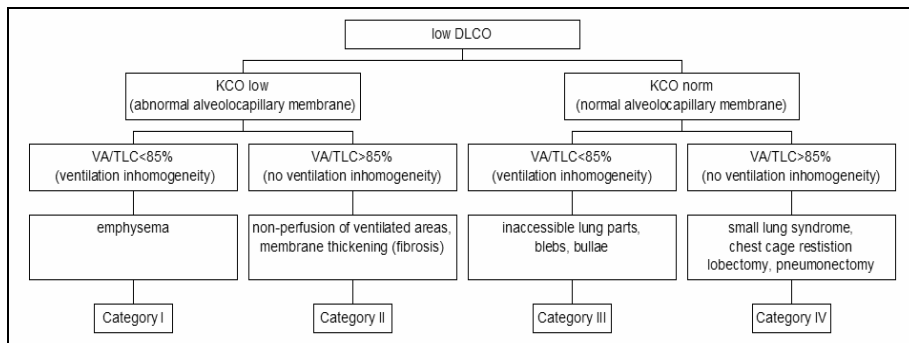 low DLCO
KCO low
(abnormal alveolocapillary membrane)
KCO norm
(normal alveolocapillary membrane)
VA/TLC<85%
(ventilation inhomogeneity)
VA/TLC>85%
(no ventilation inhomogeneity)
VA/TLC<85%
(ventilation inhomogeneity)
VA/TLC>85%
(no ventilation inhomogeneity)
emphysema
non-perfusion of ventilated areas,
membrane thickening (fibrosis)
inaccessible lung parts,
blebs, bullae
small lung syndrome,
chest cage restistion
lobectomy, pneumonectomy
Category I
Category II
Category III
Category IV